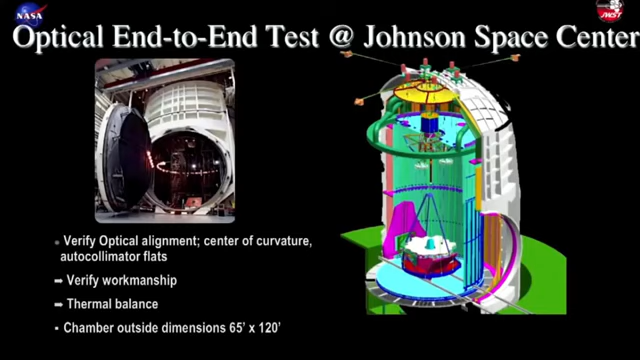 NASA
JWST
Optical End-to-End Test @ Johnson Space Center
Verify Optical alignment; center of curvature,
autocollimator flats
Verify workmanship
Thermal balance
Chamber outside dimensions 65' x 120'